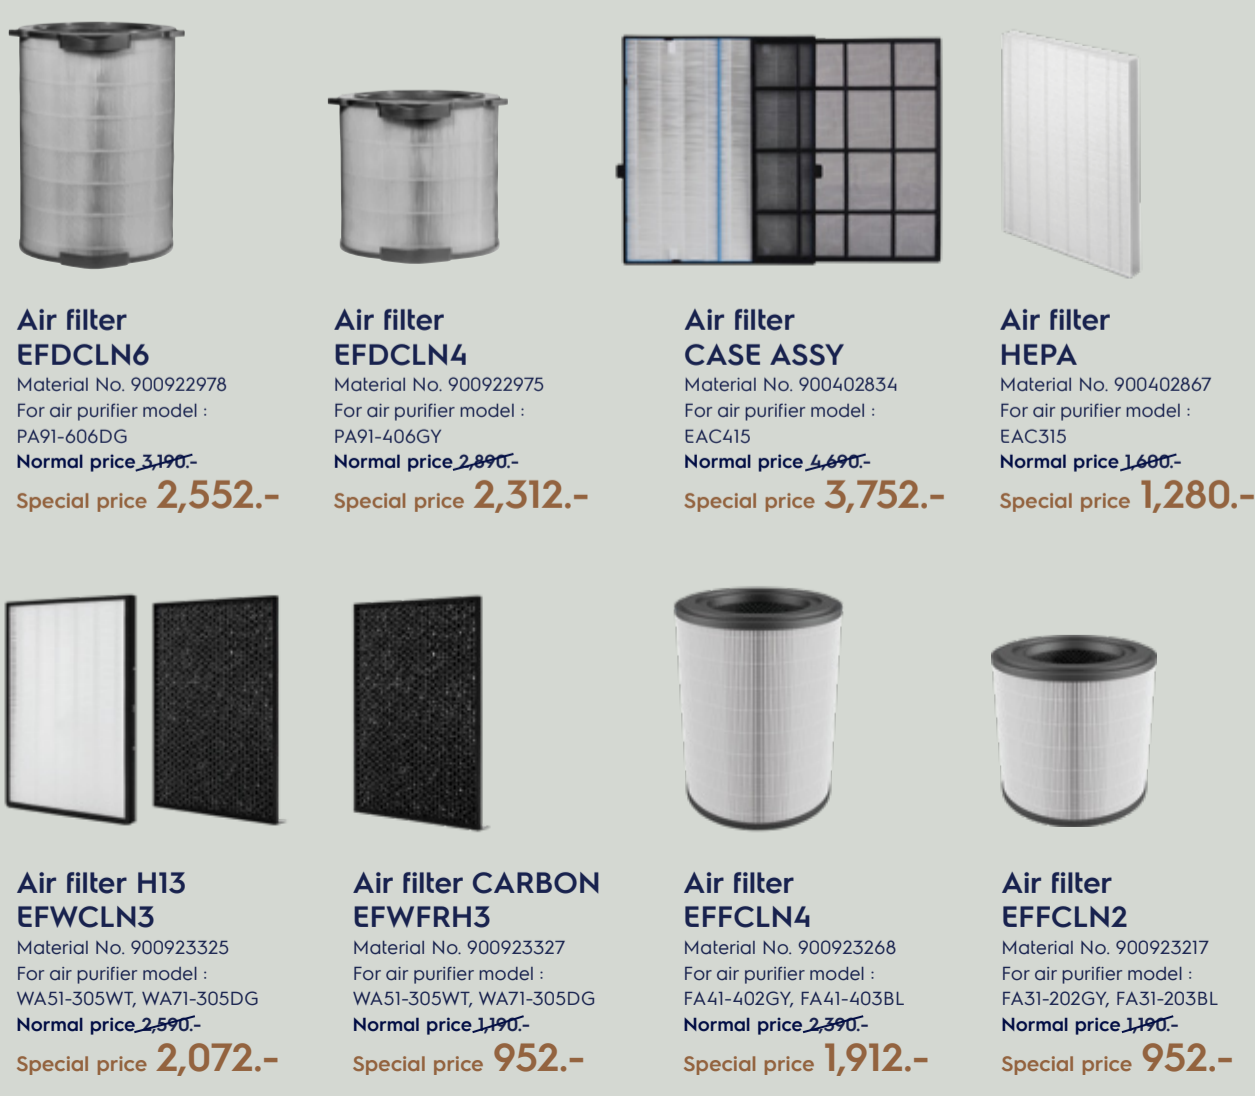 Air filter
EFDCLN6
Material No. 900922978
For air purifier model :
PA91-606DG
Normal price 3,190.-
Special price 2,552.-
Air filter
EFDCLN4
Material No. 900922975
For air purifier model :
PA91-406GY
Normal price 2,890.-
Special price 2,312.-
Air filter
CASE ASSY
Material No. 900402834
For air purifier model :
EAC415
Normal price 4,690.-
Special price 3,752.-
Air filter
HEPA
Material No. 900402867
For air purifier model :
EAC315
Normal price 1,600.-
Special price 1,280.-
Air filter H13
EFWCLN3
Material No. 900923325
For air purifier model :
WA51-305WT, WA71-305DG
Normal price 2,590.-
Special price 2,072.-
Air filter CARBON
EFWFRH3
Material No. 900923327
For air purifier model :
WA51-305WT, WA71-305DG
Normal price 1,190.-
Special price 952.-
Air filter
EFFCLN4
Material No. 900923268
For air purifier model :
FA41-402GY, FA41-403BL
Normal price 2,390.-
Special price 1,912.-
Air filter
EFFCLN2
Material No. 900923217
For air purifier model :
FA31-202GY, FA31-203BL
Normal price 1,190.-
Special price 952.-